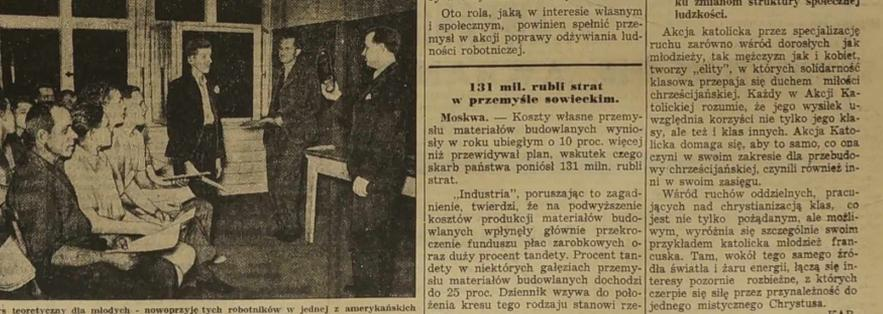 Oto rola, jaką w interesie własnym
i społecznym, powinien spełnić prze-
mysł w akcji poprawy odżywiania lud-
ności robotniczej.
131 mil. rubli strat
w przemyśle sowieckim.
Moskwa. — Koszty własne przemy-
słu materiałów budowlanych wynio-
sły w roku ubiegłym o 10 proc. więcej
niż przewidywał plan, wskutek czego
skarb państwa poniósł 131 miln. rubli
strat.
„Industria", poruszając to zagad-
nienie, twierdzi, że na podwyższenie
kosztów produkcji materiałów budo-
wlanych wpłynęły głównie przekro-
czenie funduszu płac zarobkowych o-
raz duży procent tandety. Procent tan-
dety w niektórych gałęziach przemy-
słu materiałów budowlanych dochodzi
do 25 proc. Dziennik wzywa do poło-
żenia kresu tego rodzaju stanowi rze-
ku zmianom struktury społecznej
ludzkości.
Akcja katolicka przez specjalizację
ruchu zarówno wśród dorosłych jak
młodzieży, tak mężczyzn jak i kobiet,
tworzy „elity", w których solidarność
klasowa przepaja się duchem miłości
chrześcijańskiej. Każdy w Akcji Ka-
tolickiej rozumie, że jego wysiłek u-
względnia korzyści nie tylko jego kla-
sy, ale też i klas innych. Akcja Kato-
licka domaga się, aby to samo, co ona
czyni w swoim zakresie dla przebudo-
wy chrześcijańskiej, czynili również in-
ni w swoim zasięgu.
Wśród ruchów oddzielnych, pracu-
jących nad chrystianizacją klas, co
jest nie tylko pożądanym, ale możli-
wym, wyróżnia się szczególnie swoim
przykładem katolicka młodzież fran-
cuska. Tam, wokół tego samego źró-
dła światła i żaru energii, łączą się in-
teresy pozornie rozbieżne, z których
czerpie się siłę przez przynależność do
jednego mistycznego Chrystusa.
KAP
teoretyczny dla młodych - nowoprzyjętych robotników w jednej z amerykańskich